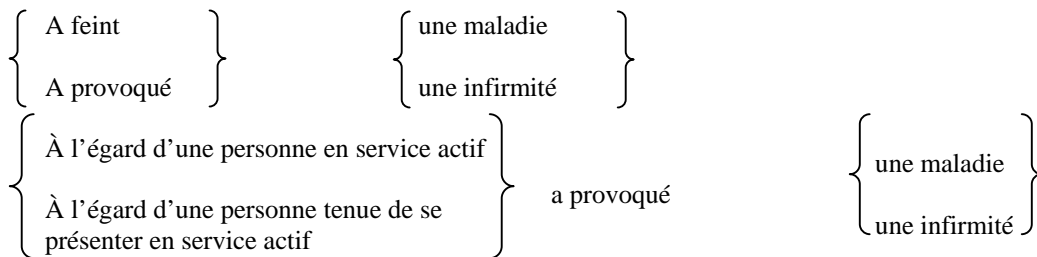 A feint une maladie
A provoqué une infirmité
À l’égard d’une personne en service actif
À l’égard d’une personne tenue de se
présenter en service actif
a provoqué
une maladie
une infirmité